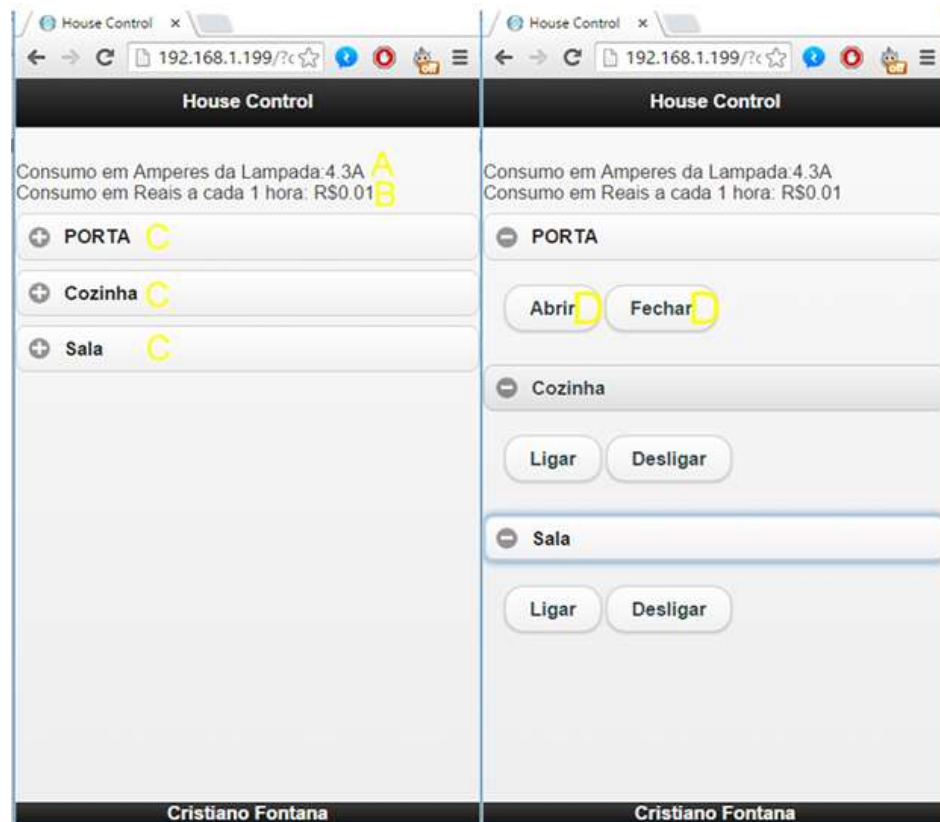 House Control
192.168.1.199/?c
off
House Control
Consumo em Amperes da Lampada:4.3A A
Consumo em Reais a cada 1 hora: R$0.01 B
PORTA C
Cozinha C
Sala C
Cristiano Fontana
House Control
192.168.1.199/?c
off
House Control
Consumo em Amperes da Lampada:4.3A
Consumo em Reais a cada 1 hora: R$0.01
PORTA
Abrir D Fechar D
Cozinha
Ligar Desligar
Sala
Ligar Desligar
Cristiano Fontana